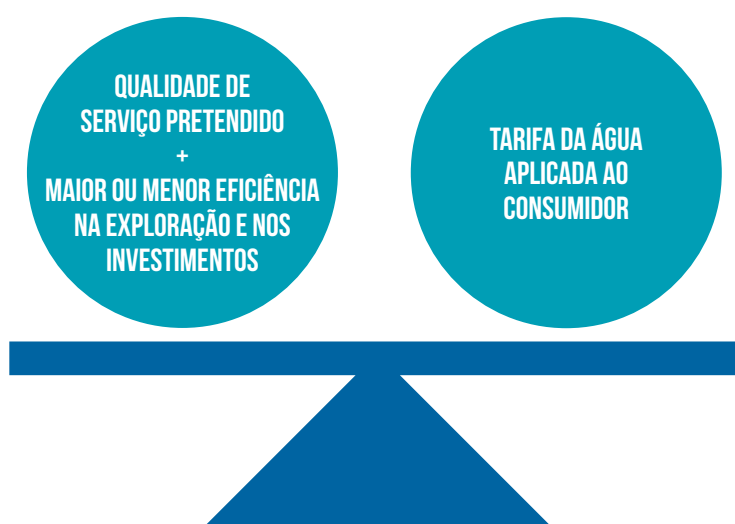 QUALIDADE DE
SERVIÇO PRETENDIDO
+
MAIOR OU MENOR EFICIÊNCIA
NA EXPLORAÇÃO E NOS
INVESTIMENTOS
TARIFA DA ÁGUA
APLICADA AO
CONSUMIDOR